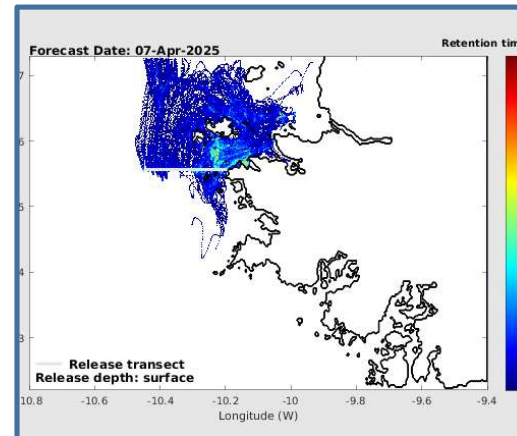 Retention tim
Forecast Date: 07-Apr-2025
7
6
5
4
3
Release transect
Release depth: surface
10.8 -10.6 -10.4 -10.2 -10 -9.8 -9.6 -9.4
Longitude (W)